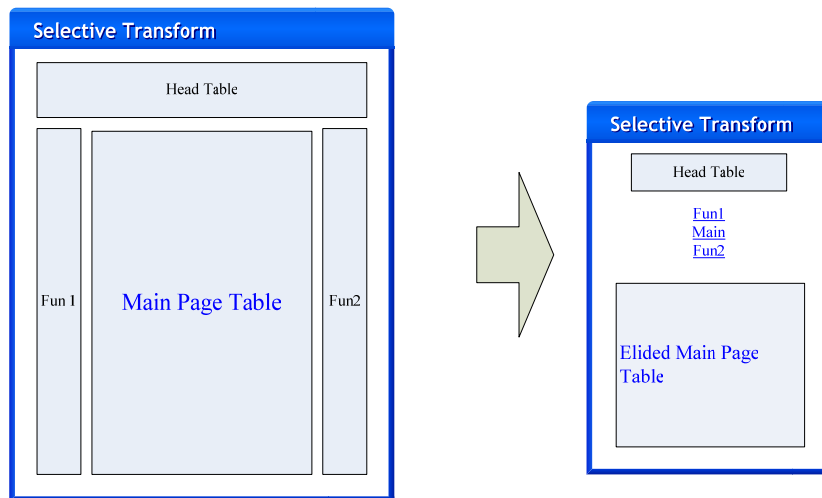 Selective Transform
Head Table
Fun 1
Main Page Table
Fun2
Selective Transform
Head Table
Fun1
Main
Fun2
Elided Main Page
Table